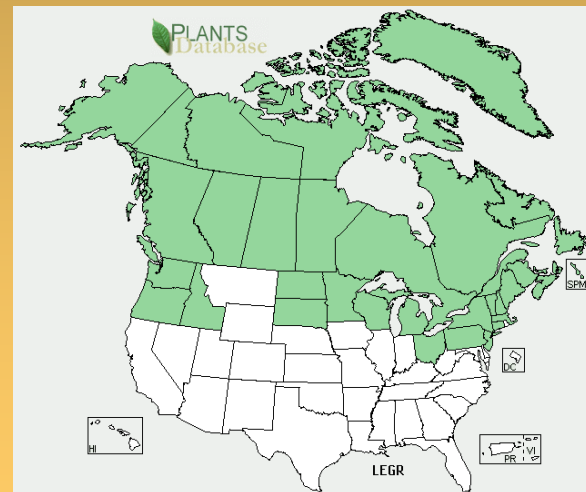 PLANTS
Database
SPM
DC
HI
PR
VI
LEGR